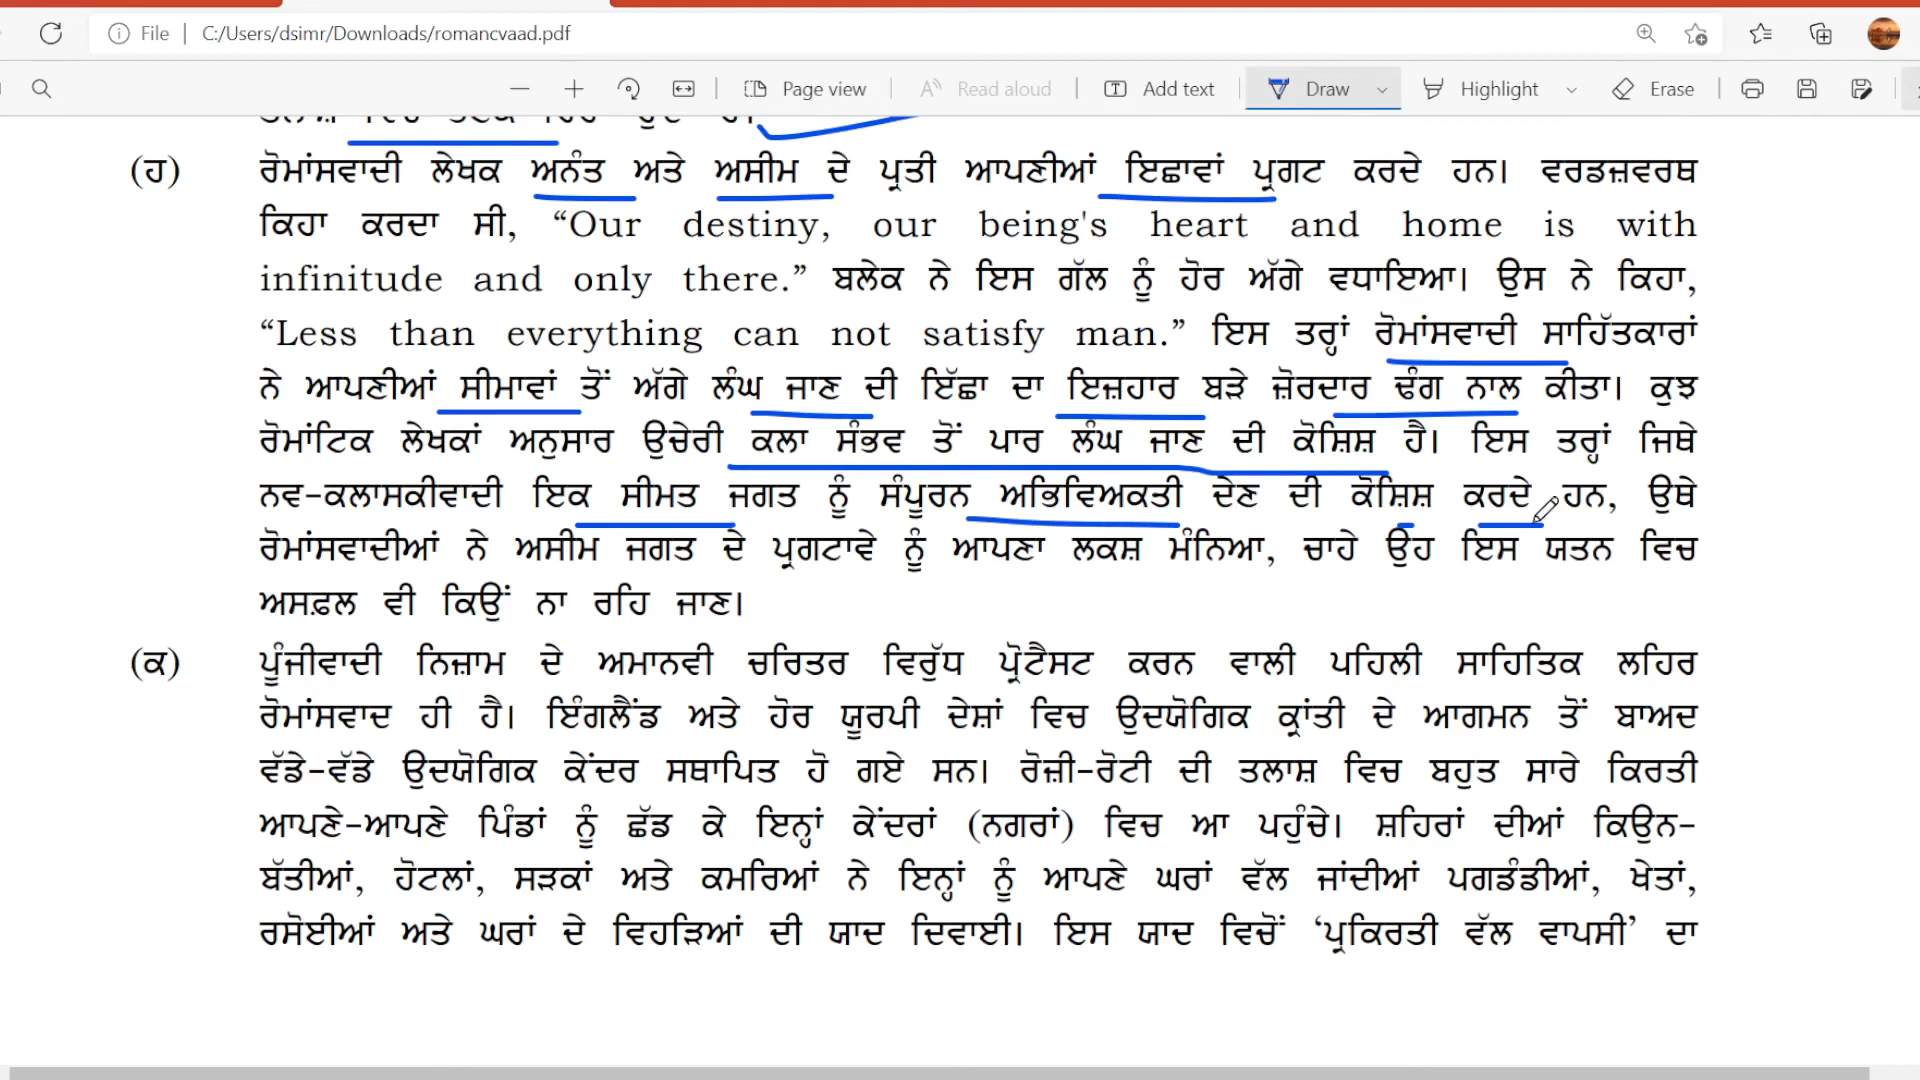 File
C:/Users/dsimr/Downloads/romancvaad.pdf
Page view
Read aloud
Add text
Draw
Highlight
Erase
(ਹ) ਰੋਮਾਂਸਵਾਦੀ ਲੇਖਕ ਅਨੰਤ ਅਤੇ ਅਸੀਮ ਦੇ ਪ੍ਰਤੀ ਆਪਣੀਆਂ ਇਛਾਵਾਂ ਪ੍ਰਗਟ ਕਰਦੇ ਹਨ। ਵਰਡਜ਼ਵਰਥ
ਕਿਹਾ ਕਰਦਾ ਸੀ, “Our destiny, our being's heart and home is with
infinitude and only there.” ਬਲੇਕ ਨੇ ਇਸ ਗੱਲ ਨੂੰ ਹੋਰ ਅੱਗੇ ਵਧਾਇਆ। ਉਸ ਨੇ ਕਿਹਾ,
“Less than everything can not satisfy man.” ਇਸ ਤਰ੍ਹਾਂ ਰੋਮਾਂਸਵਾਦੀ ਸਾਹਿੱਤਕਾਰਾਂ
ਨੇ ਆਪਣੀਆਂ ਸੀਮਾਵਾਂ ਤੋਂ ਅੱਗੇ ਲੰਘ ਜਾਣ ਦੀ ਇੱਛਾ ਦਾ ਇਜ਼ਹਾਰ ਬੜੇ ਜ਼ੋਰਦਾਰ ਢੰਗ ਨਾਲ ਕੀਤਾ। ਕੁਝ
ਰੋਮਾਂਟਿਕ ਲੇਖਕਾਂ ਅਨੁਸਾਰ ਉਚੇਰੀ ਕਲਾ ਸੰਭਵ ਤੋਂ ਪਾਰ ਲੰਘ ਜਾਣ ਦੀ ਕੋਸ਼ਿਸ਼ ਹੈ। ਇਸ ਤਰ੍ਹਾਂ ਜਿਥੇ
ਨਵ-ਕਲਾਸਕੀਵਾਦੀ ਇਕ ਸੀਮਤ ਜਗਤ ਨੂੰ ਸੰਪੂਰਨ ਅਭਿਵਿਅਕਤੀ ਦੇਣ ਦੀ ਕੋਸ਼ਿਸ਼ ਕਰਦੇ ਹਨ, ਉਥੇ
ਰੋਮਾਂਸਵਾਦੀਆਂ ਨੇ ਅਸੀਮ ਜਗਤ ਦੇ ਪ੍ਰਗਟਾਵੇ ਨੂੰ ਆਪਣਾ ਲਕਸ਼ ਮੰਨਿਆ, ਚਾਹੇ ਉਹ ਇਸ ਯਤਨ ਵਿਚ
ਅਸਫ਼ਲ ਵੀ ਕਿਉਂ ਨਾ ਰਹਿ ਜਾਣ।
(ਕ) ਪੂੰਜੀਵਾਦੀ ਨਿਜ਼ਾਮ ਦੇ ਅਮਾਨਵੀ ਚਰਿਤਰ ਵਿਰੁੱਧ ਪ੍ਰੋਟੈਸਟ ਕਰਨ ਵਾਲੀ ਪਹਿਲੀ ਸਾਹਿਤਿਕ ਲਹਿਰ
ਰੋਮਾਂਸਵਾਦ ਹੀ ਹੈ। ਇੰਗਲੈਂਡ ਅਤੇ ਹੋਰ ਯੂਰਪੀ ਦੇਸ਼ਾਂ ਵਿਚ ਉਦਯੋਗਿਕ ਕ੍ਰਾਂਤੀ ਦੇ ਆਗਮਨ ਤੋਂ ਬਾਅਦ
ਵੱਡੇ-ਵੱਡੇ ਉਦਯੋਗਿਕ ਕੇਂਦਰ ਸਥਾਪਿਤ ਹੋ ਗਏ ਸਨ। ਰੋਜ਼ੀ-ਰੋਟੀ ਦੀ ਤਲਾਸ਼ ਵਿਚ ਬਹੁਤ ਸਾਰੇ ਕਿਰਤੀ
ਆਪਣੇ-ਆਪਣੇ ਪਿੰਡਾਂ ਨੂੰ ਛੱਡ ਕੇ ਇਨ੍ਹਾਂ ਕੇਂਦਰਾਂ (ਨਗਰਾਂ) ਵਿਚ ਆ ਪਹੁੰਚੇ। ਸ਼ਹਿਰਾਂ ਦੀਆਂ ਕਿਉਨ-
ਬੱਤੀਆਂ, ਹੋਟਲਾਂ, ਸੜਕਾਂ ਅਤੇ ਕਮਰਿਆਂ ਨੇ ਇਨ੍ਹਾਂ ਨੂੰ ਆਪਣੇ ਘਰਾਂ ਵੱਲ ਜਾਂਦੀਆਂ ਪਗਡੰਡੀਆਂ, ਖੇਤਾਂ,
ਰਸੋਈਆਂ ਅਤੇ ਘਰਾਂ ਦੇ ਵਿਹੜਿਆਂ ਦੀ ਯਾਦ ਦਿਵਾਈ। ਇਸ ਯਾਦ ਵਿਚੋਂ ‘ਪ੍ਰਕਿਰਤੀ ਵੱਲ ਵਾਪਸੀ’ ਦਾ